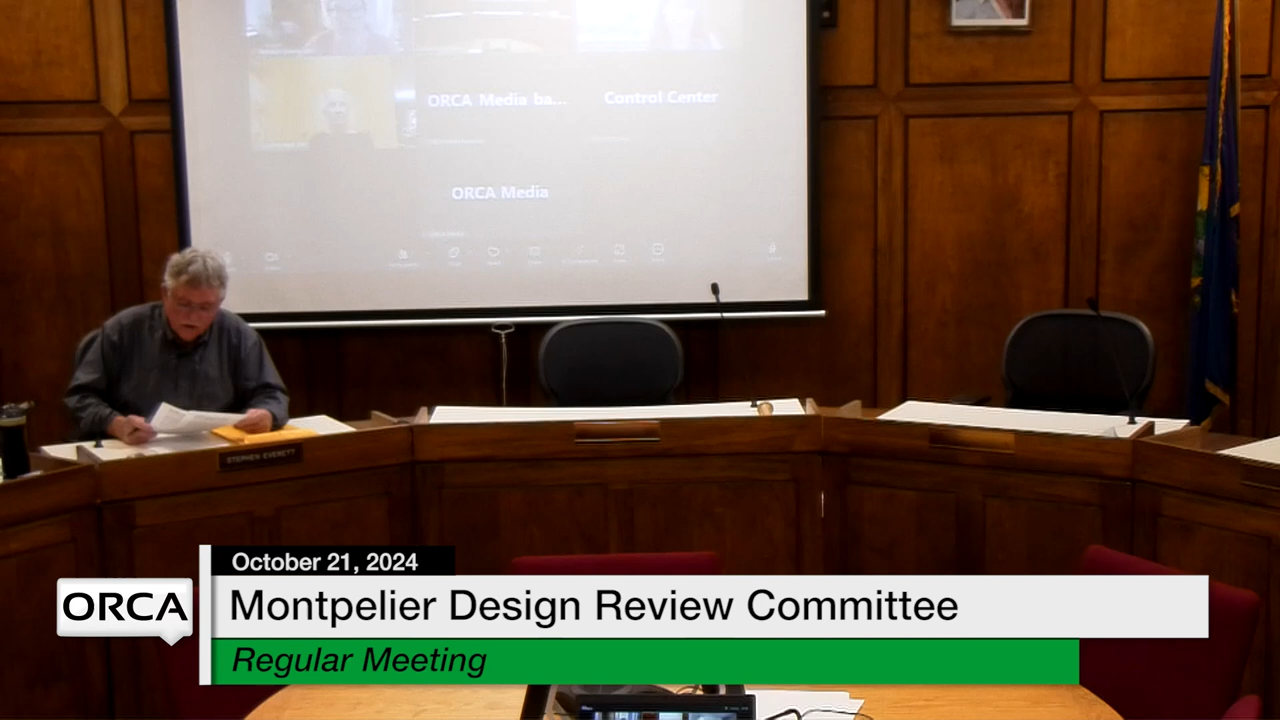 ORCA Media ba...
Control Center
ORCA Media
STEPHEN EVERETT
October 21, 2024
ORCA
Montpelier Design Review Committee
Regular Meeting